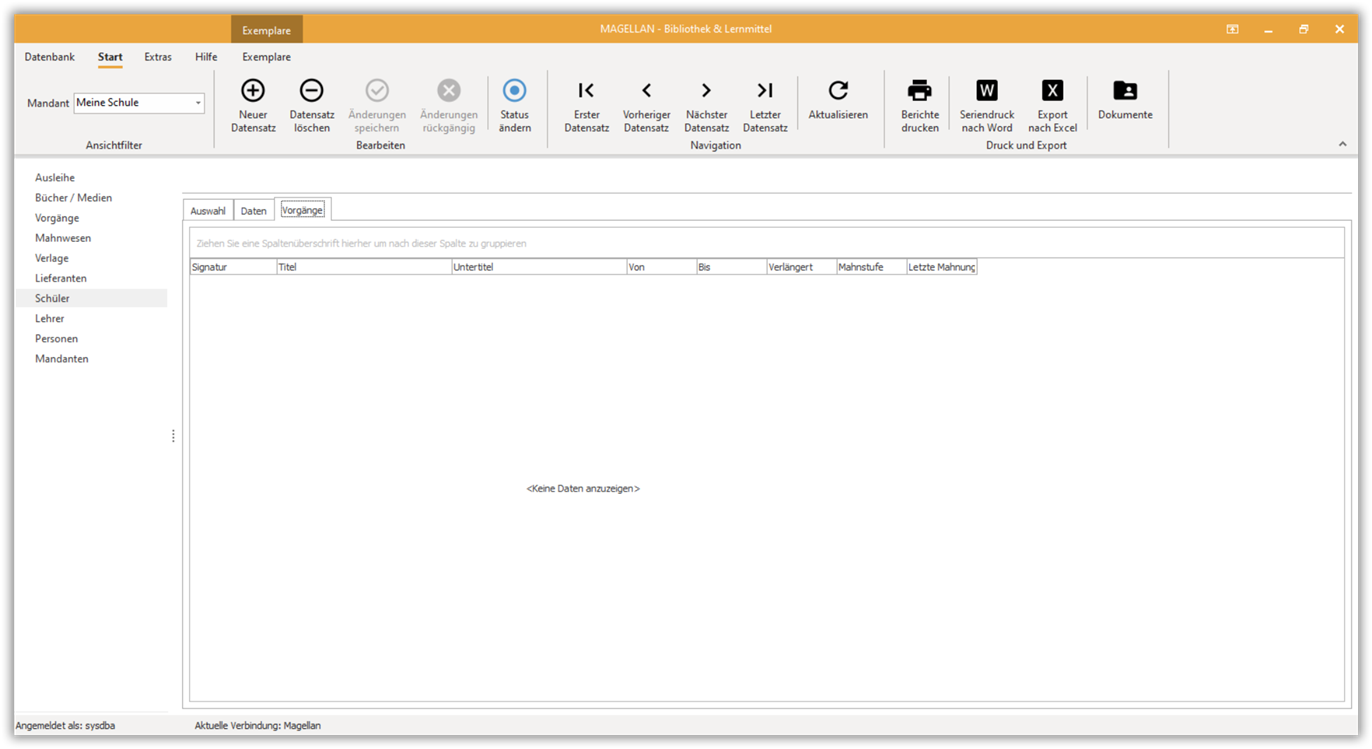 Exemplare
MAGELLAN - Bibliothek & Lernmittel
Datenbank Start Extras Hilfe Exemplare
Mandant Meine Schule
Ansichtfilter
Neuer
Datensatz
Datensatz
löschen
Änderungen
speichern
Änderungen
rückgängig
Status
ändern
Bearbeiten
Erster
Datensatz
Vorheriger
Datensatz
Nächster
Datensatz
Letzter
Datensatz
Aktualisieren
Navigation
Berichte
drucken
W
Seriendruck
nach Word
X
Export
nach Excel
Dokumente
Druck und Export
Ausleihe
Bücher / Medien
Vorgänge
Mahnwesen
Verlage
Lieferanten
Schüler
Lehrer
Personen
Mandanten
Auswahl Daten Vorgänge
Ziehen Sie eine Spaltenüberschrift hierher um nach dieser Spalte zu gruppieren
Signatur Titel Untertitel Von Bis Verlängert Mahnstufe Letzte Mahnung
<Keine Daten anzuzeigen>
Angemeldet als: sysdba Aktuelle Verbindung: Magellan